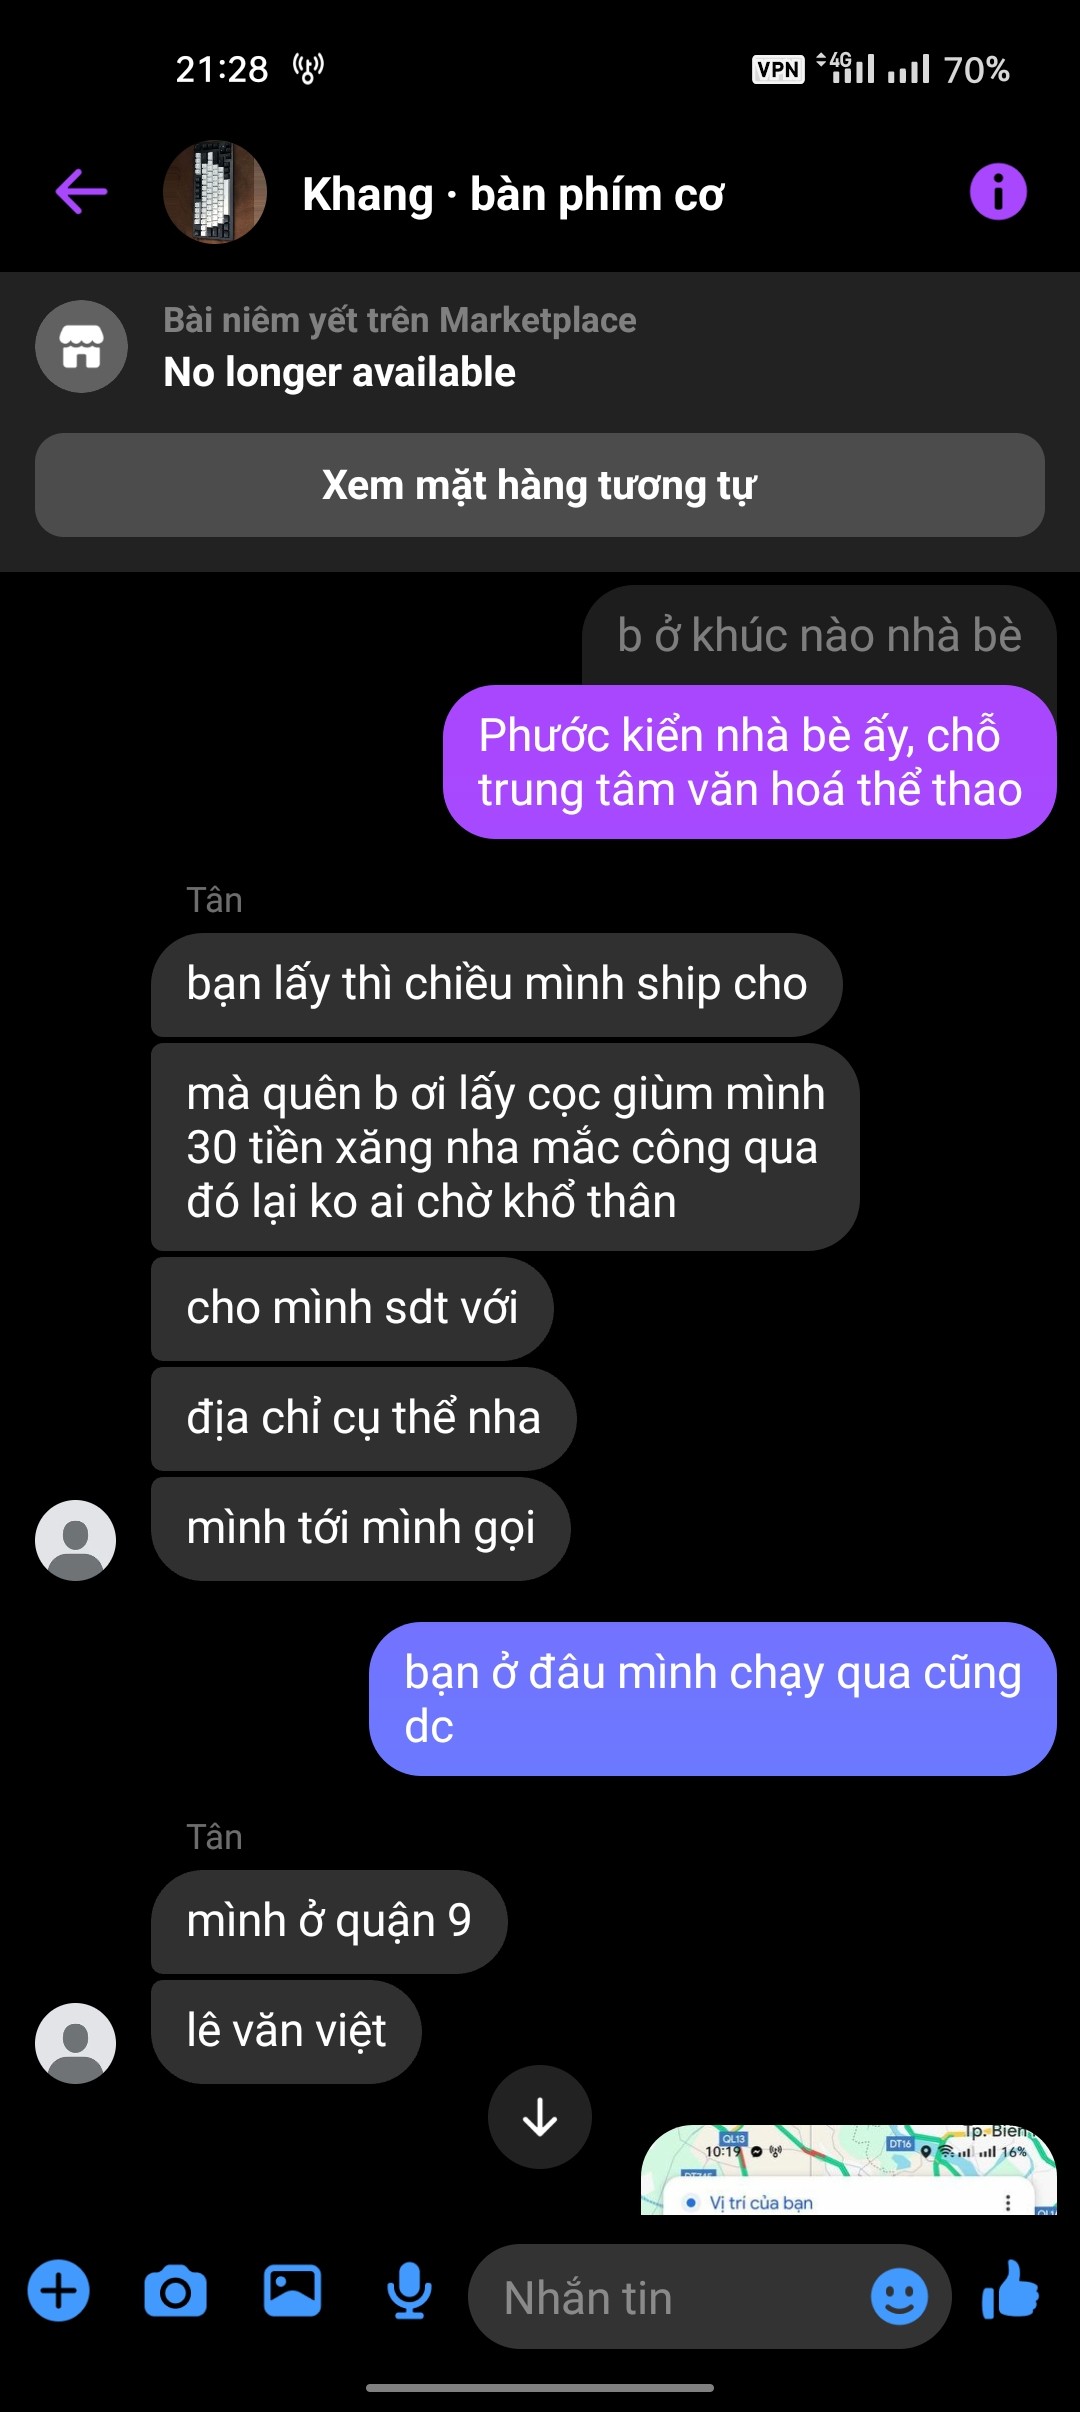 21:28
VPN 4G 70%
Khang · bàn phím cơ
Bài niêm yết trên Marketplace
No longer available
Xem mặt hàng tương tự
b ở khúc nào nhà bè
Phước kiển nhà bè ấy, chỗ
trung tâm văn hoá thể thao
Tân
bạn lấy thì chiều mình ship cho
mà quên b ơi lấy cọc giùm mình
30 tiền xăng nha mắc công qua
đó lại ko ai chờ khổ thân
cho mình sdt với
địa chỉ cụ thể nha
mình tới mình gọi
bạn ở đâu mình chạy qua cũng
dc
Tân
mình ở quận 9
lê văn việt
Tp. Biên
QL13
DT16
10:19
16%
Vị trí của bạn
Nhắn tin